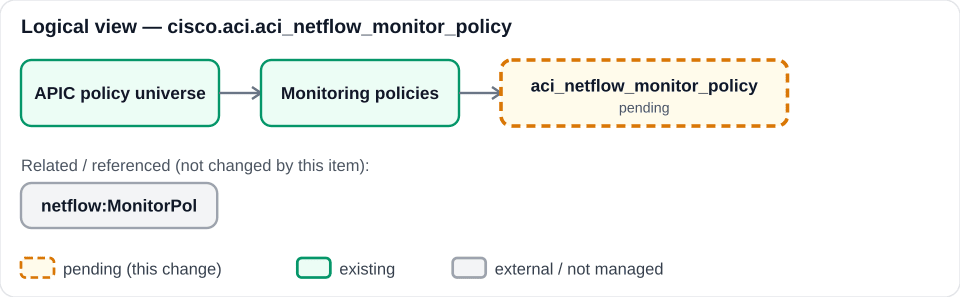 Logical view — cisco.aci.aci_netflow_monitor_policy
APIC policy universe
Monitoring policies
aci_netflow_monitor_policy
pending
Related / referenced (not changed by this item):
netflow:MonitorPol
pending (this change)
existing
external / not managed